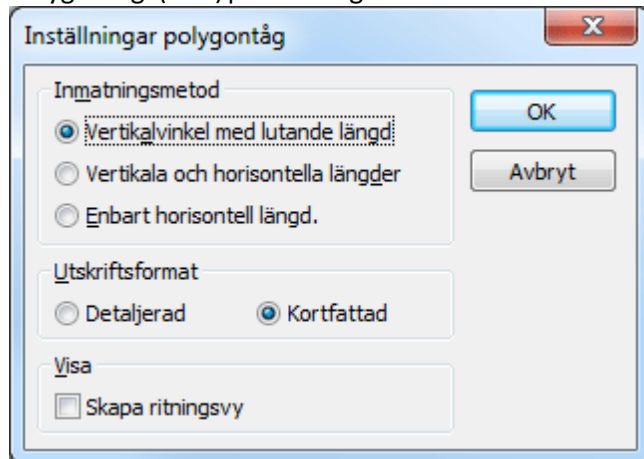 Inställningar polygontåg
Inmatningsmetod
Vertikalvinkel med lutande längd
Vertikala och horisontella längder
Enbart horisontell längd.
OK
Avbryt
Utskriftsformat
Detaljerad
Kortfattad
Visa
Skapa ritningsvy